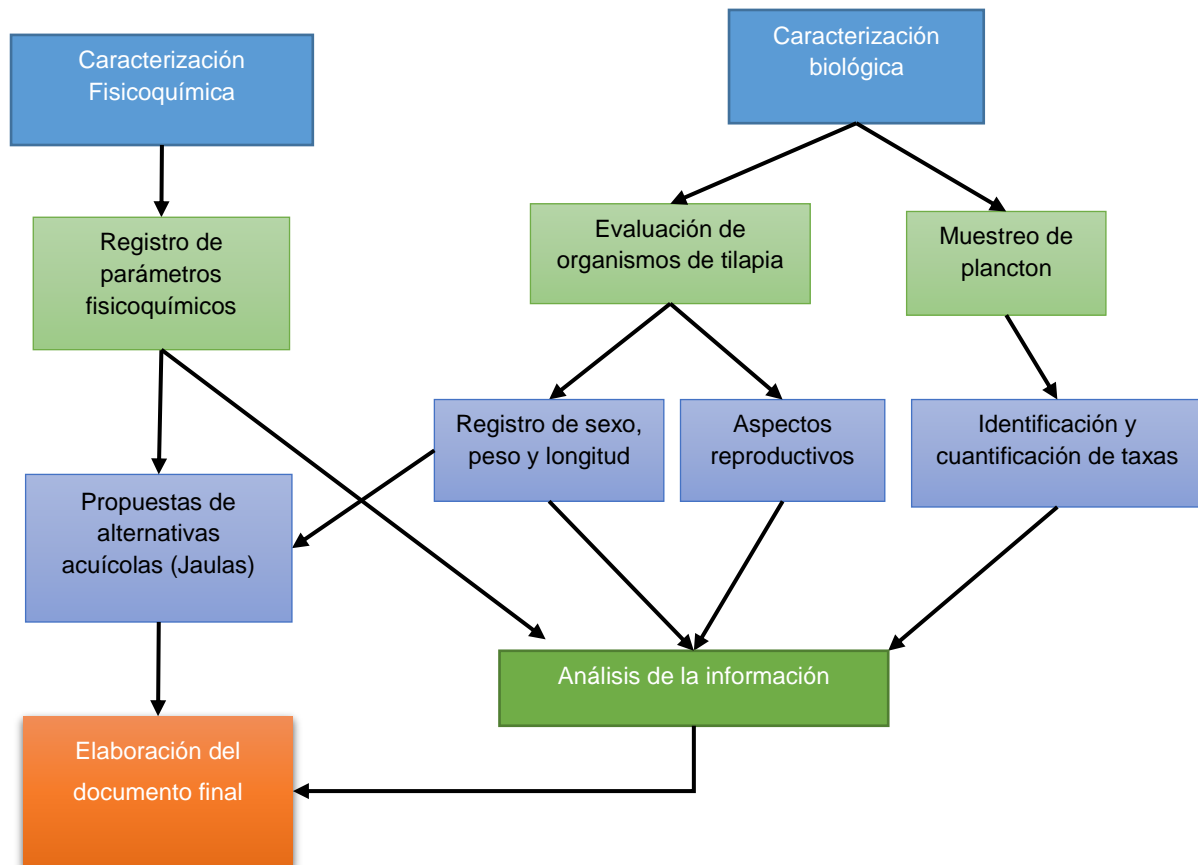 Caracterización
Fisicoquímica
Caracterización
biológica
Registro de
parámetros
fisicoquímicos
Evaluación de
organismos de tilapia
Muestreo de
plancton
Registro de sexo,
peso y longitud
Aspectos
reproductivos
Identificación y
cuantificación de taxas
Propuestas de
alternativas
acuícolas (Jaulas)
Análisis de la información
Elaboración del
documento final